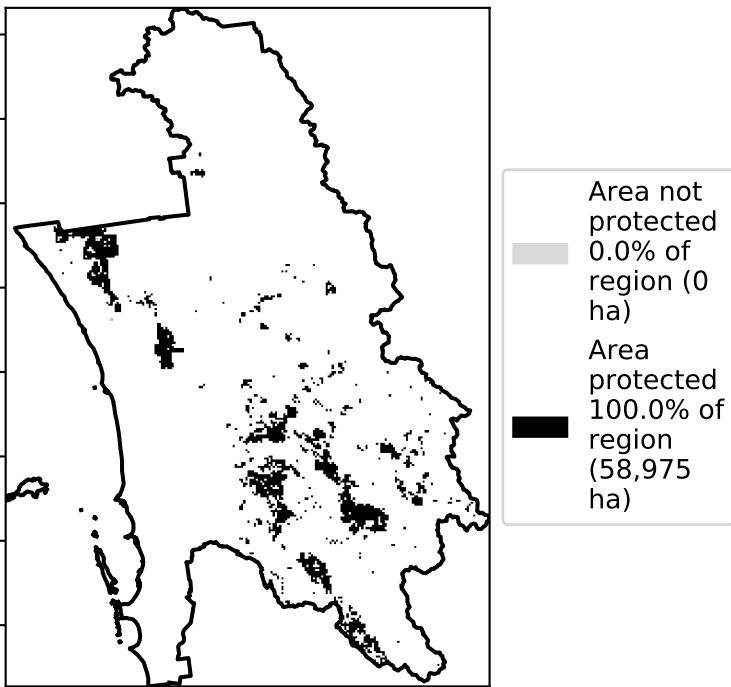 Area not
protected
0.0% of
region (0
ha)
Area
protected
100.0% of
region
(58,975
ha)